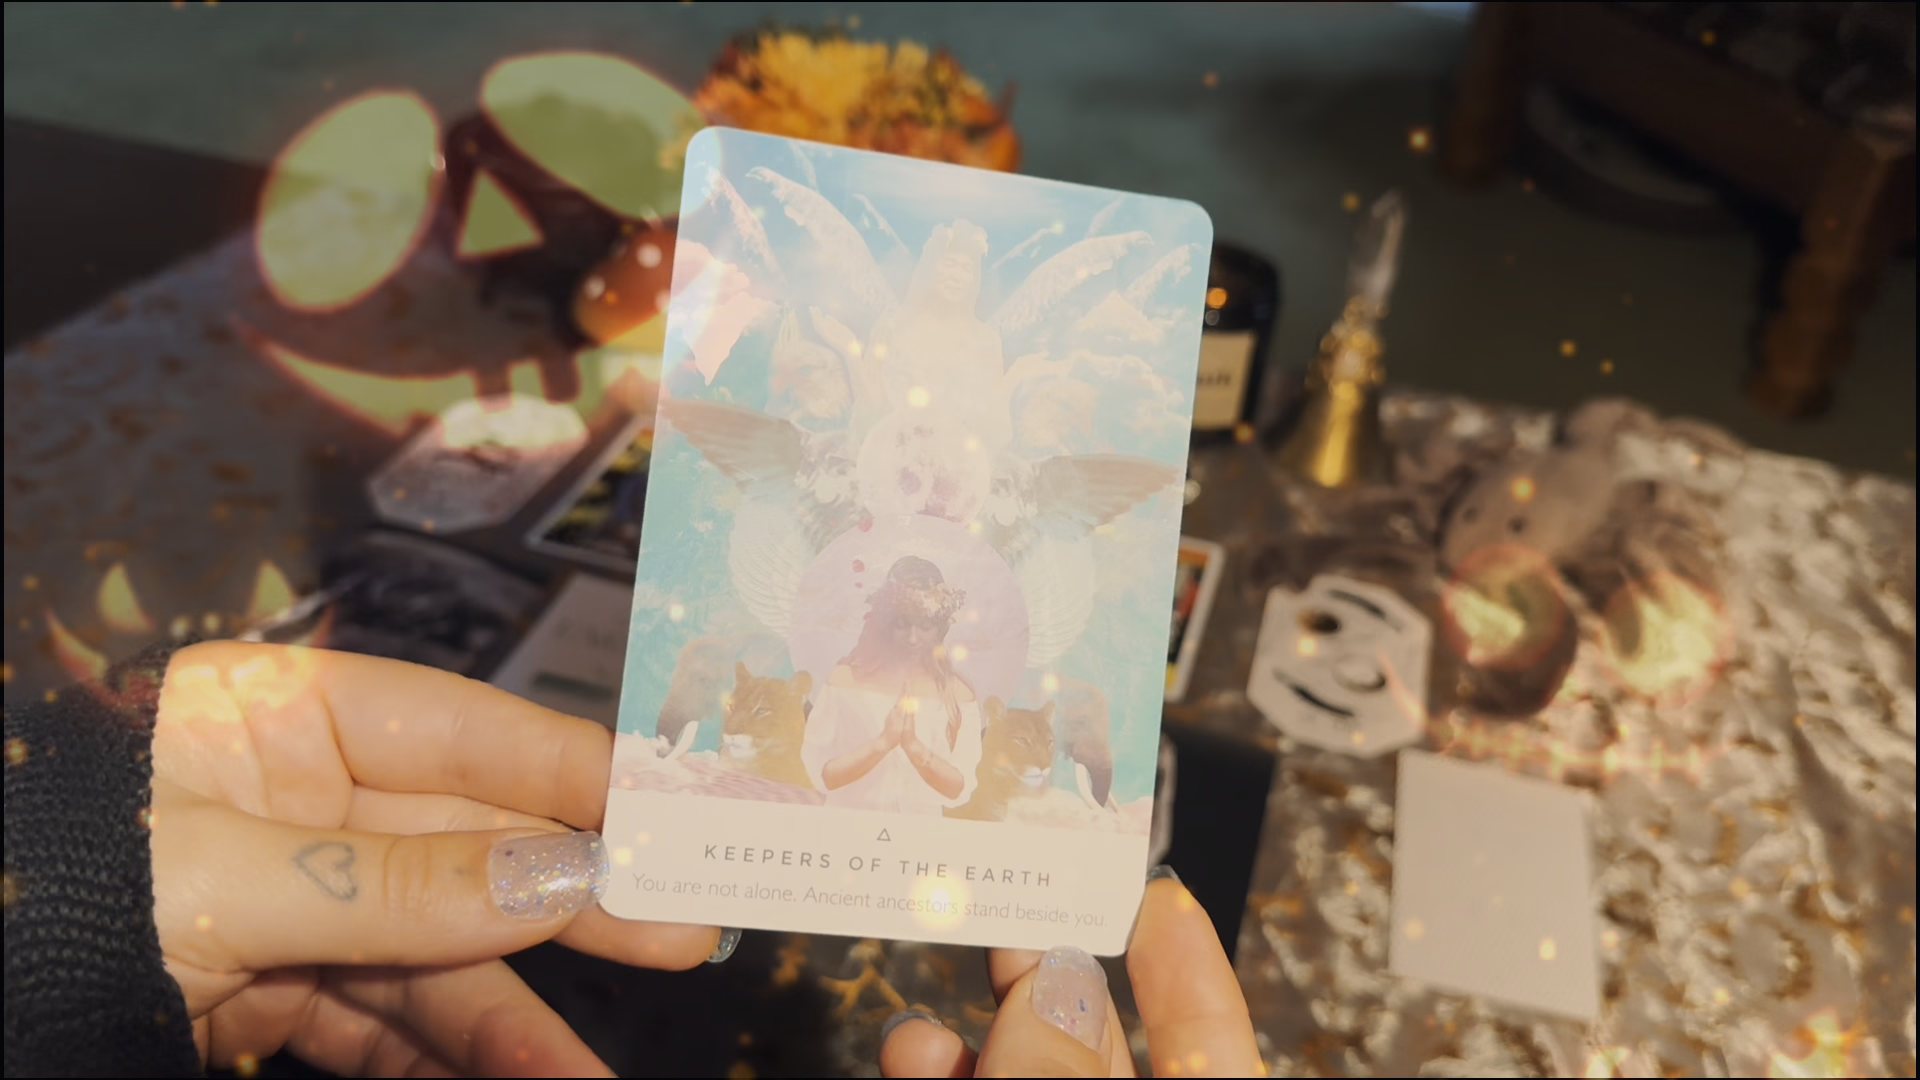 KEEPERS OF THE EARTH
You are not alone. Ancient ancestors stand beside you.